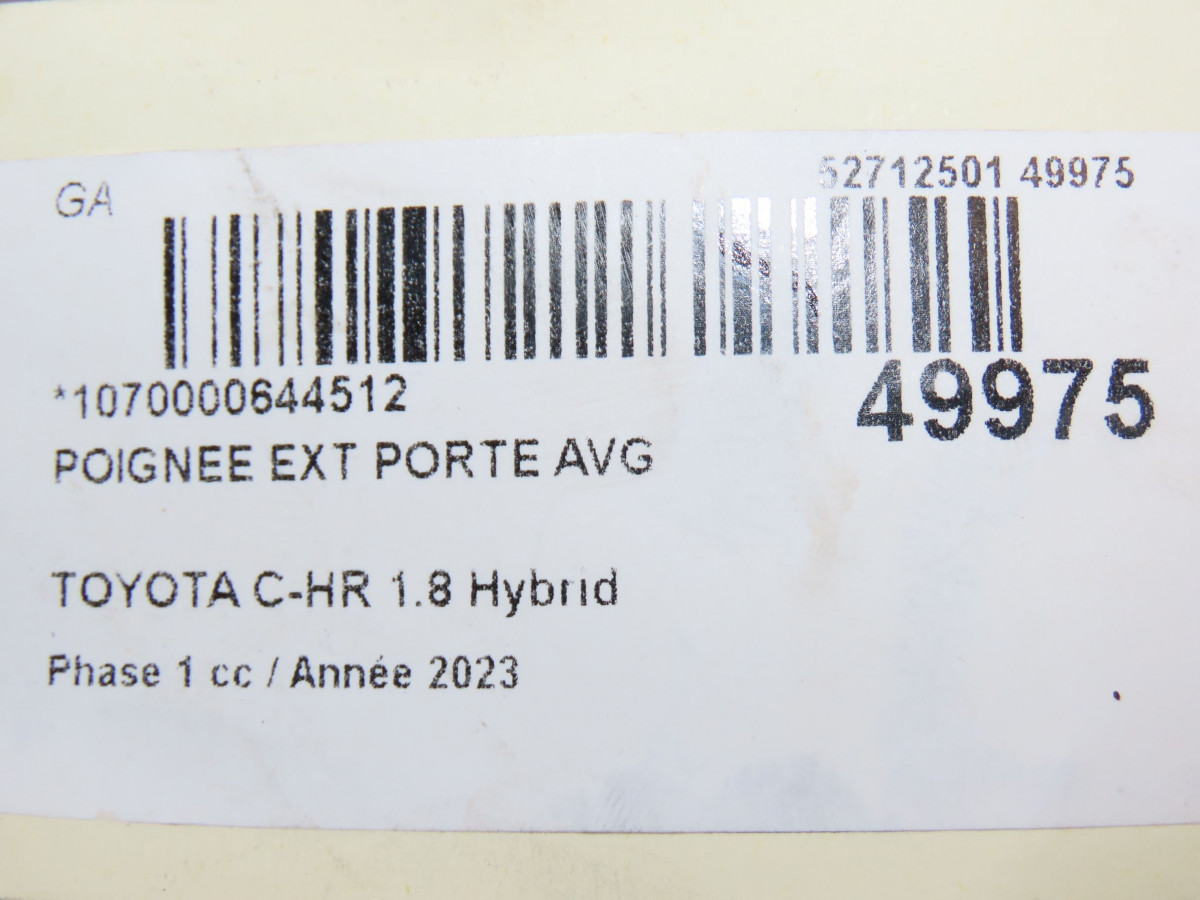 GA
52712501 49975
*1070000644512
49975
POIGNEE EXT PORTE AVG
TOYOTA C-HR 1.8 Hybrid
Phase 1 cc / Année 2023